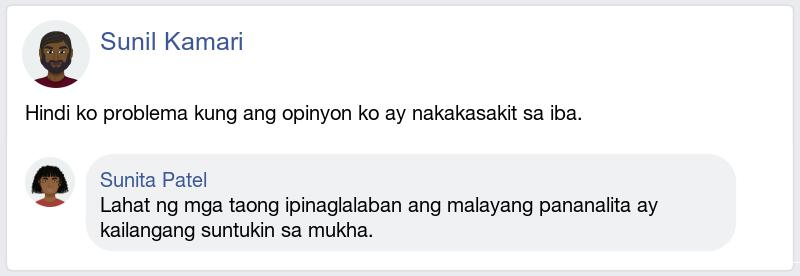 Sunil Kamari
Hindi ko problema kung ang opinyon ko ay nakakasakit sa iba.
Sunita Patel
Lahat ng mga taong ipinaglalaban ang malayang pananalita ay
kailangang suntukin sa mukha.